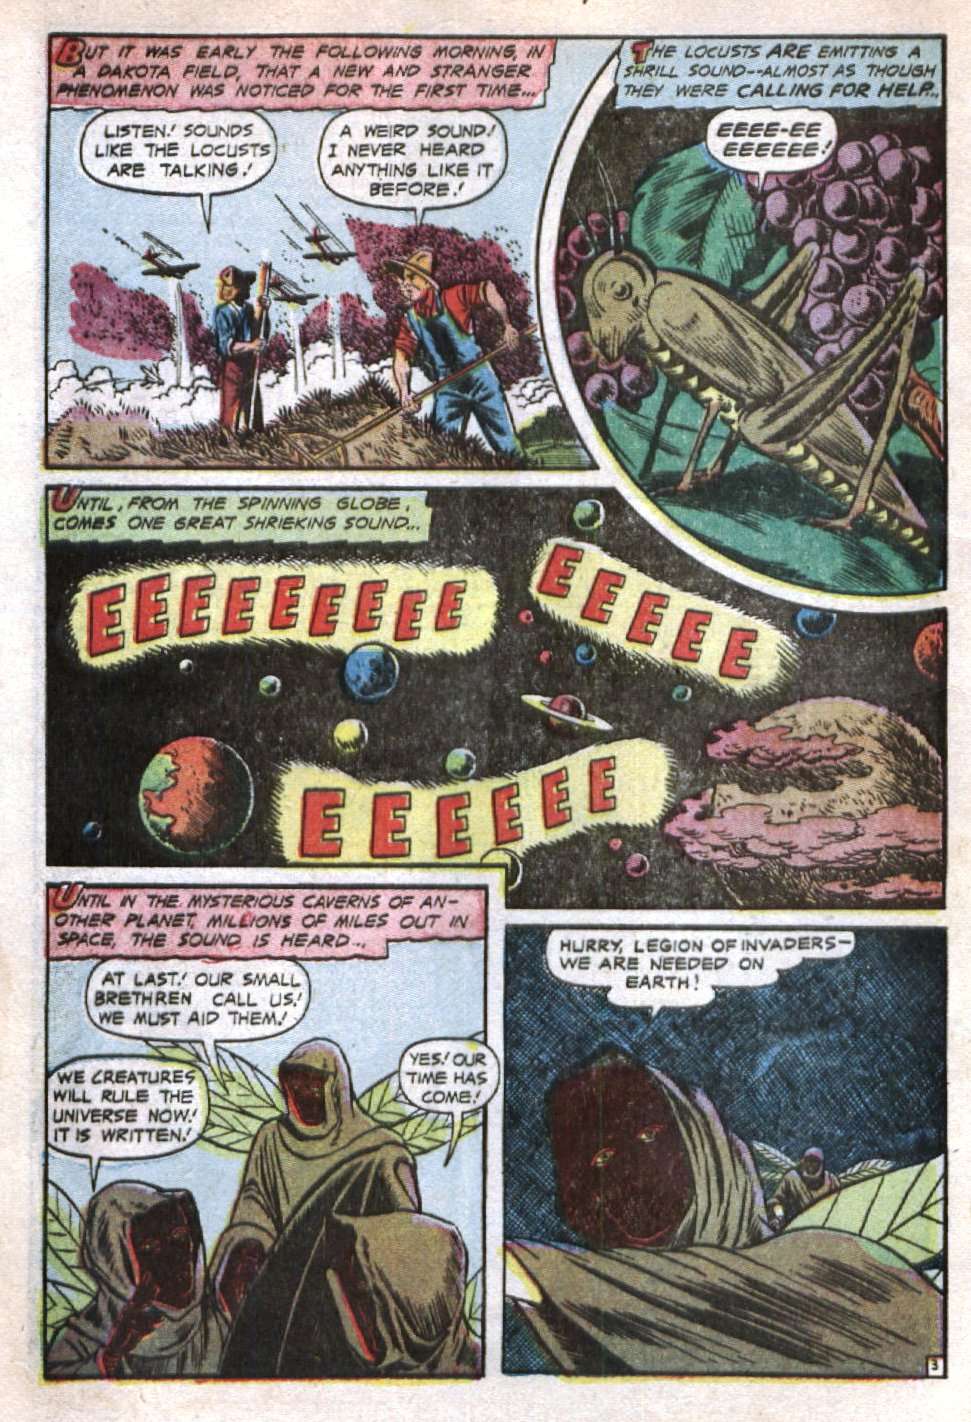 BUT IT WAS EARLY THE FOLLOWING MORNING, IN
A DAKOTA FIELD, THAT A NEW AND STRANGER
PHENOMENON WAS NOTICED FOR THE FIRST TIME...
LISTEN! SOUNDS
LIKE THE LOCUSTS
ARE TALKING!
A WEIRD SOUND!
I NEVER HEARD
ANYTHING LIKE IT
BEFORE!
THE LOCUSTS ARE EMITTING A
SHRILL SOUND--ALMOST AS THOUGH
THEY WERE CALLING FOR HELP...
EEEE-EE
EEEEEE!
UNTIL, FROM THE SPINNING GLOBE,
COMES ONE GREAT SHRIEKING SOUND...
EEEEEEEEE
EEEEE
EEEEEE
UNTIL IN THE MYSTERIOUS CAVERNS OF AN-
OTHER PLANET, MILLIONS OF MILES OUT IN
SPACE, THE SOUND IS HEARD...
AT LAST! OUR SMALL
BRETHREN CALL US!
WE MUST AID THEM!
WE CREATURES
WILL RULE THE
UNIVERSE NOW!
IT IS WRITTEN!
YES! OUR
TIME HAS
COME!
HURRY, LEGION OF INVADERS--
WE ARE NEEDED ON
EARTH!
3